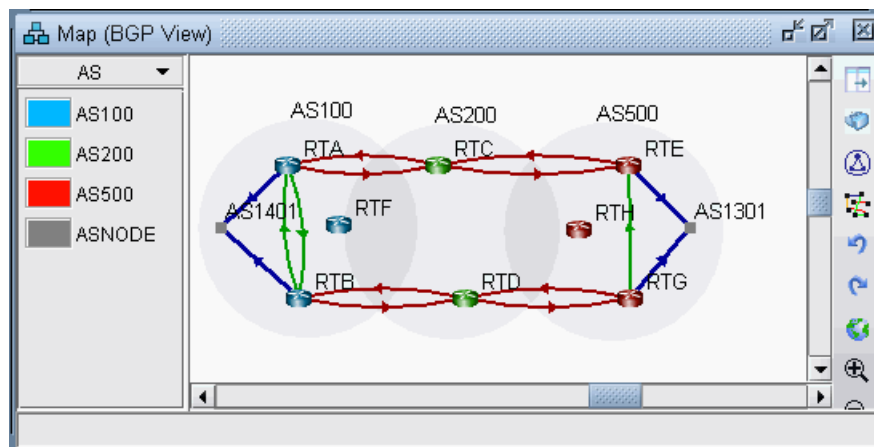 Map (BGP View)
AS
AS100
AS200
AS500
ASNODE
AS100
AS200
AS500
RTA
RTC
RTE
AS1401
RTF
RTH
AS1301
RTB
RTD
RTG